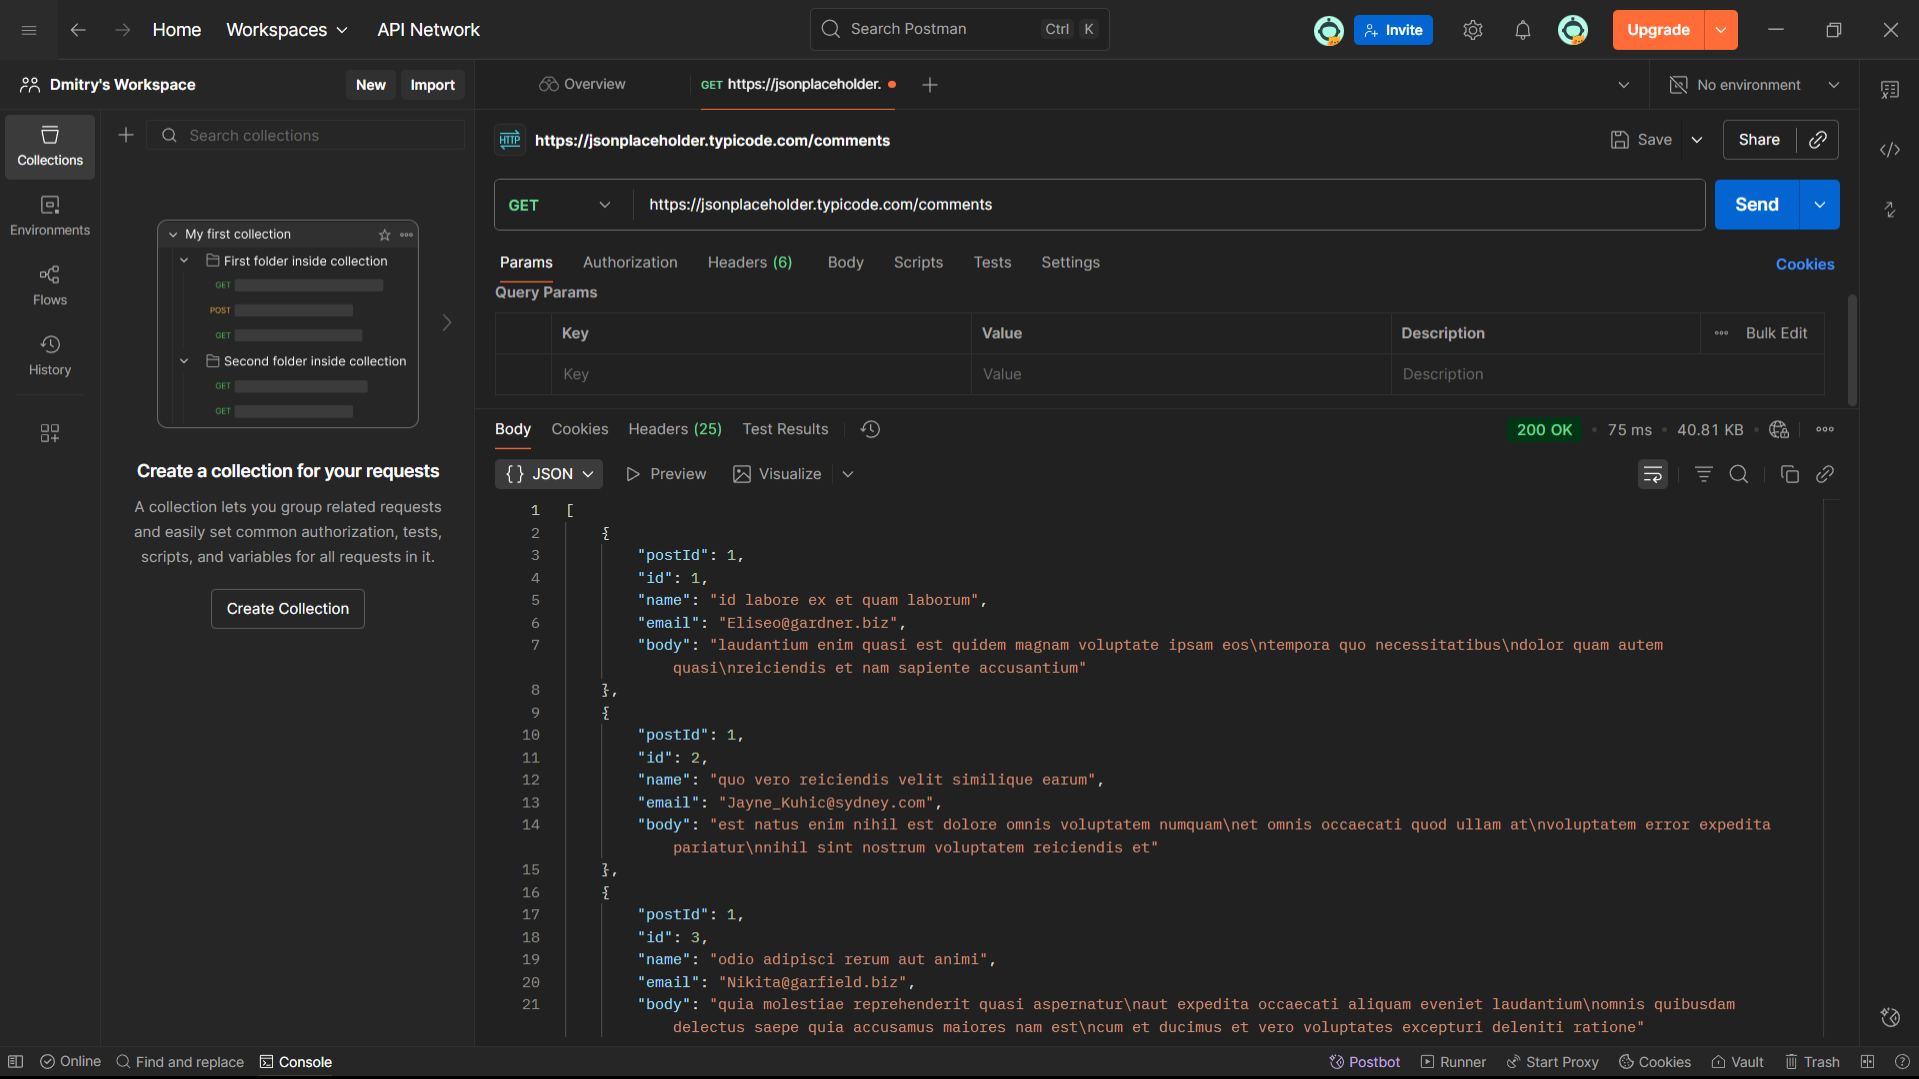 Home Workspaces API Network Search Postman Ctrl K Invite Upgrade
Dmitry's Workspace New Import Overview GET https://jsonplaceholder. No environment
Search collections
https://jsonplaceholder.typicode.com/comments Save Share
Collections
Environments
Flows
History
My first collection
First folder inside collection
GET
POST
GET
Second folder inside collection
GET
GET
Create a collection for your requests
A collection lets you group related requests
and easily set common authorization, tests,
scripts, and variables for all requests in it.
Create Collection
HTTP
GET https://jsonplaceholder.typicode.com/comments Send
Params Authorization Headers (6) Body Scripts Tests Settings Cookies
Query Params
Key Value Description Bulk Edit
Key Value Description
Body Cookies Headers (25) Test Results 200 OK 75 ms 40.81 KB
{} JSON Preview Visualize
1 [
2 {
3 "postId": 1,
4 "id": 1,
5 "name": "id labore ex et quam laborum",
6 "email": "Eliseo@gardner.biz",
7 "body": "laudantium enim quasi est quidem magnam voluptate ipsam eos\ntempora quo necessitatibus\ndolor quam autem
quasi\nreiciendis et nam sapiente accusantium"
8 },
9 {
10 "postId": 1,
11 "id": 2,
12 "name": "quo vero reiciendis velit similique earum",
13 "email": "Jayne_Kuhic@sydney.com",
14 "body": "est natus enim nihil est dolore omnis voluptatem numquam\net omnis occaecati quod ullam at\nvoluptatem error expedita
pariatur\nnihil sint nostrum voluptatem reiciendis et"
15 },
16 {
17 "postId": 1,
18 "id": 3,
19 "name": "odio adipisci rerum aut animi",
20 "email": "Nikita@garfield.biz",
21 "body": "quia molestiae reprehenderit quasi aspernatur\naut expedita occaecati aliquam eveniet laudantium\nomnis quibusdam
delectus saepe quia accusamus maiores nam est\ncum et ducimus et vero voluptates excepturi deleniti ratione"
Online Find and replace Console Postbot Runner Start Proxy Cookies Vault Trash